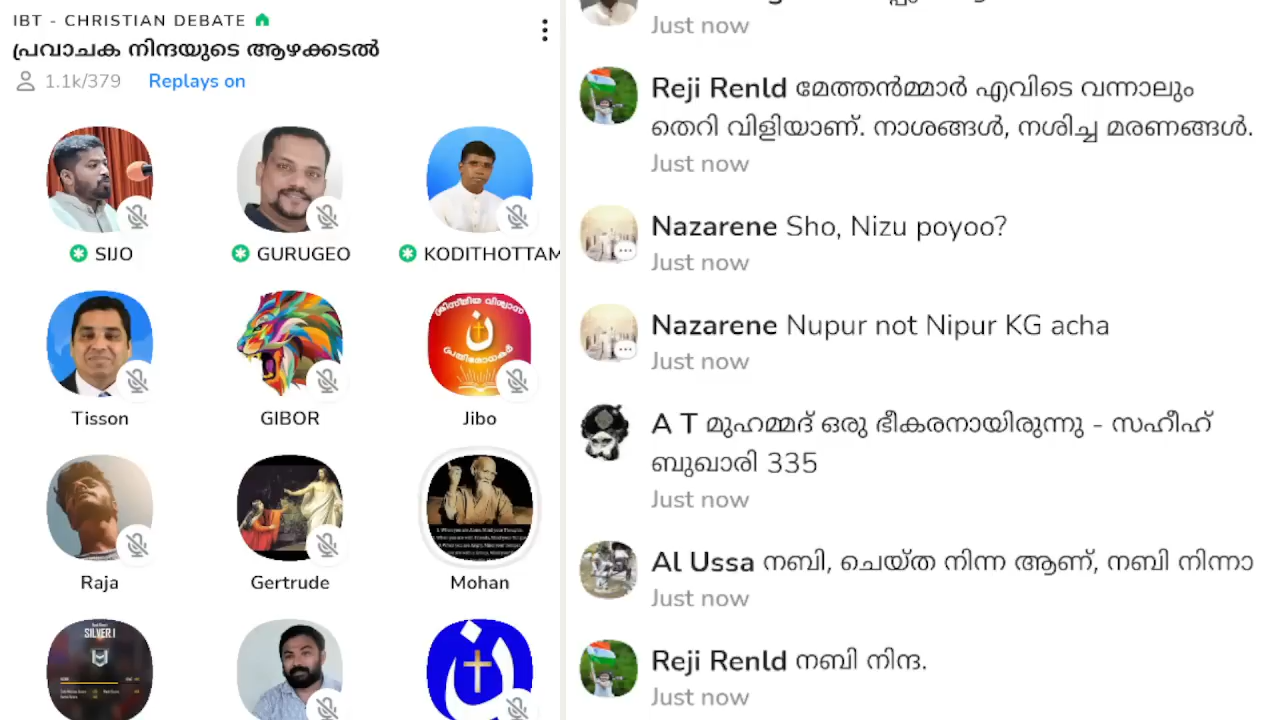 IBT - CHRISTIAN DEBATE
പ്രവാചക നിന്ദയുടെ ആഴക്കടൽ
1.1k/379 Replays on
SIJO GURUGEO KODITHOTTAM
ക്രിസ്തീയ വിശ്വാസ
പ്രതിരോധകർ
Tisson GIBOR Jibo
Raja Gertrude Mohan
SILVER I
Just now
Reji Renld മേത്തൻമ്മാർ എവിടെ വന്നാലും
തെറി വിളിയാണ്. നാശങ്ങൾ, നശിച്ച മരണങ്ങൾ.
Just now
Nazarene Sho, Nizu poyoo?
Just now
Nazarene Nupur not Nipur KG acha
Just now
A T മുഹമ്മദ് ഒരു ഭീകരനായിരുന്നു - സഹീഹ്
ബുഖാരി 335
Just now
Al Ussa നബി, ചെയ്ത നിന്ന ആണ്, നബി നിന്നാ
Just now
Reji Renld നബി നിന്ദ.
Just now